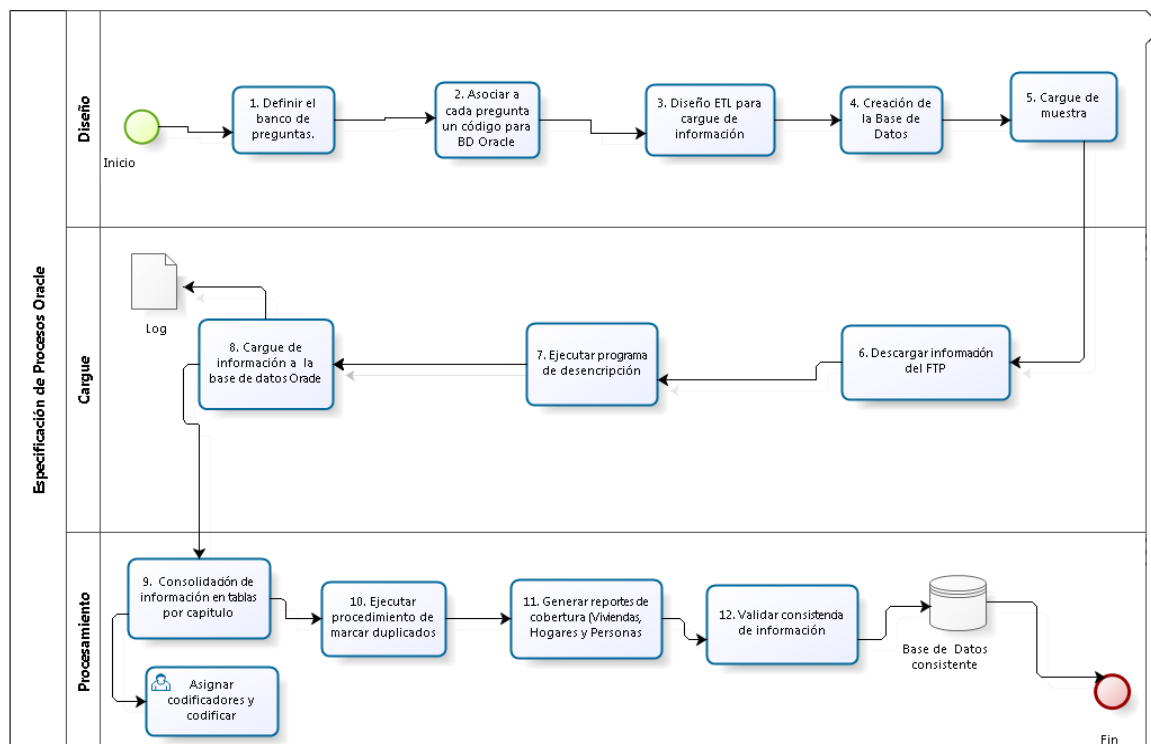 Especificación de Procesos Oracle
Diseño
Inicio
1. Definir el
banco de
preguntas.
2. Asociar a
cada pregunta
un código para
BD Oracle
3. Diseño ETL para
cargue de
información
4. Creación de
la Base de
Datos
5. Cargue de
muestra
Cargue
6. Descargar información
del FTP
7. Ejecutar programa
de desencripción
8. Cargue de
información a la
base de datos Oracle
Log
Procesamiento
9. Consolidación de
información en tablas
por capitulo
Asignar
codificadores y
codificar
10. Ejecutar
procedimiento de
marcar duplicados
11. Generar reportes de
cobertura (Viviendas,
Hogares y Personas
12. Validar consistencia
de información
Base de Datos
consistente
Fin